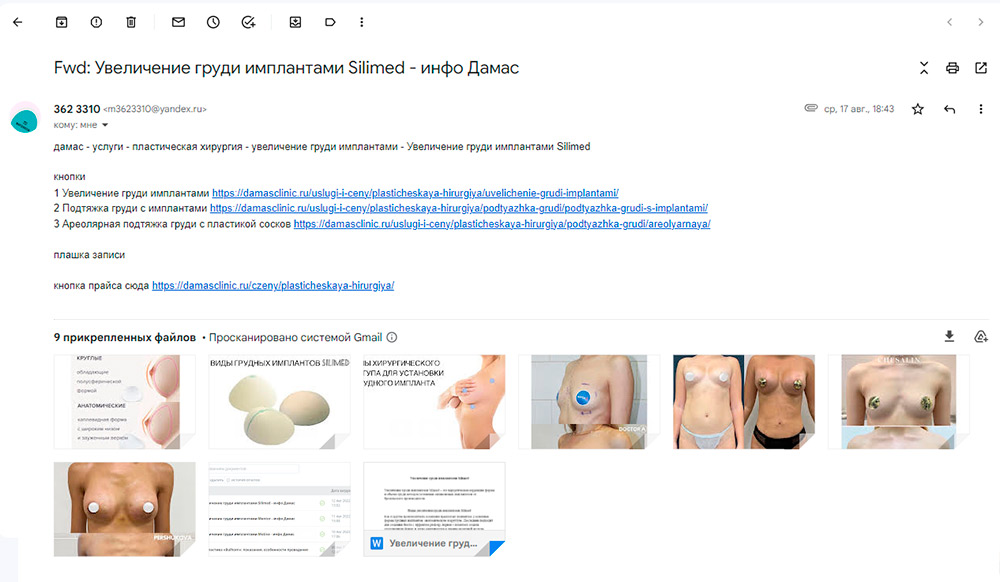 Fwd: Увеличение груди имплантами Silimed - инфо Дамас
362 3310 <m3623310@yandex.ru>
ср, 17 авг., 18:43
кому: мне
дамас - услуги - пластическая хирургия - увеличение груди имплантами - Увеличение груди имплантами Silimed
кнопки
1 Увеличение груди имплантами https://damasclinic.ru/uslugi-i-ceny/plasticheskaya-hirurgiya/uvelichenie-grudi-implantami/
2 Подтяжка груди с имплантами https://damasclinic.ru/uslugi-i-ceny/plasticheskaya-hirurgiya/podtyazhka-grudi/podtyazhka-grudi-s-implantami/
3 Ареолярная подтяжка груди с пластикой сосков https://damasclinic.ru/uslugi-i-ceny/plasticheskaya-hirurgiya/podtyazhka-grudi/areolyarnaya/
плашка записи
кнопка прайса сюда https://damasclinic.ru/czeny/plasticheskaya-hirurgiya/
9 прикрепленных файлов • Просканировано системой Gmail
КРУГЛЫЕ
обладающие
полусферической
формой
АНАТОМИЧЕСКИЕ
каплевидная форма
с широким низом
и зауженным верхом
ВИДЫ ГРУДНЫХ ИМПЛАНТОВ SILIMED
Ы ХИРУРГИЧЕСКОГО
ТУПА ДЛЯ УСТАНОВКИ
УДНОГО ИМПЛАНТА
DOCTOR A
PERSHUKOVA
W Увеличение груд...